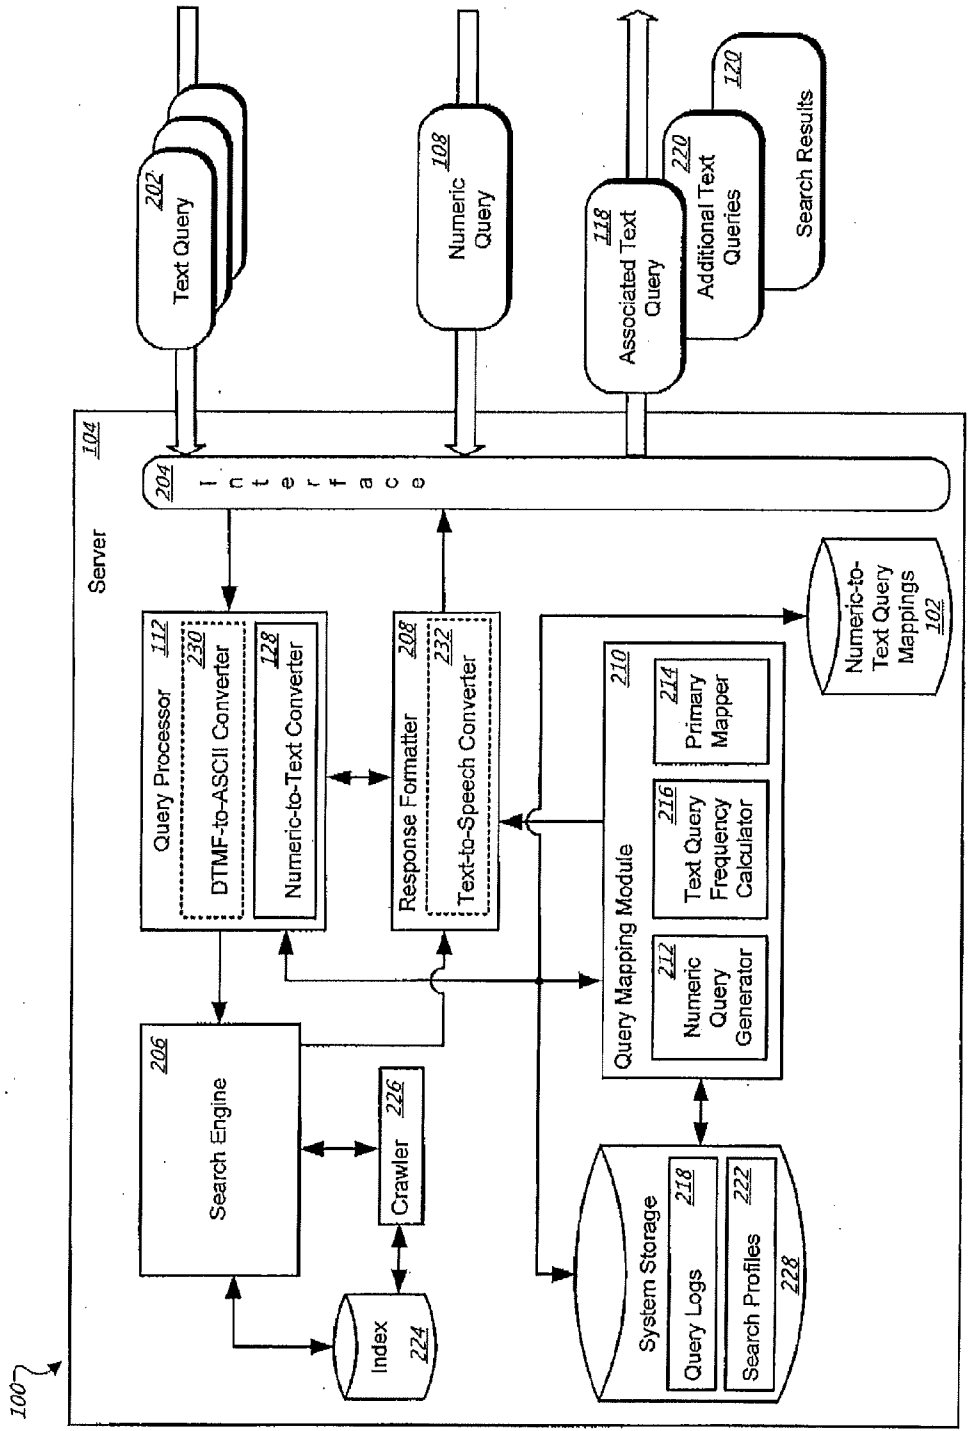 100
Server
104
Search Engine
206
Query Processor
112
DTMF-to-ASCII Converter
230
Numeric-to-Text Converter
128
204
Interface
Text Query
202
Index
224
Crawler
226
Response Formatter
208
Text-to-Speech Converter
232
Numeric
Query
108
System Storage
Query Logs
218
Search Profiles
222
228
Query Mapping Module
210
212
Numeric
Query
Generator
216
Text Query
Frequency
Calculator
214
Primary
Mapper
Numeric-to-
Text Query
Mappings
102
118
Associated Text
Query
220
Additional Text
Queries
120
Search Results